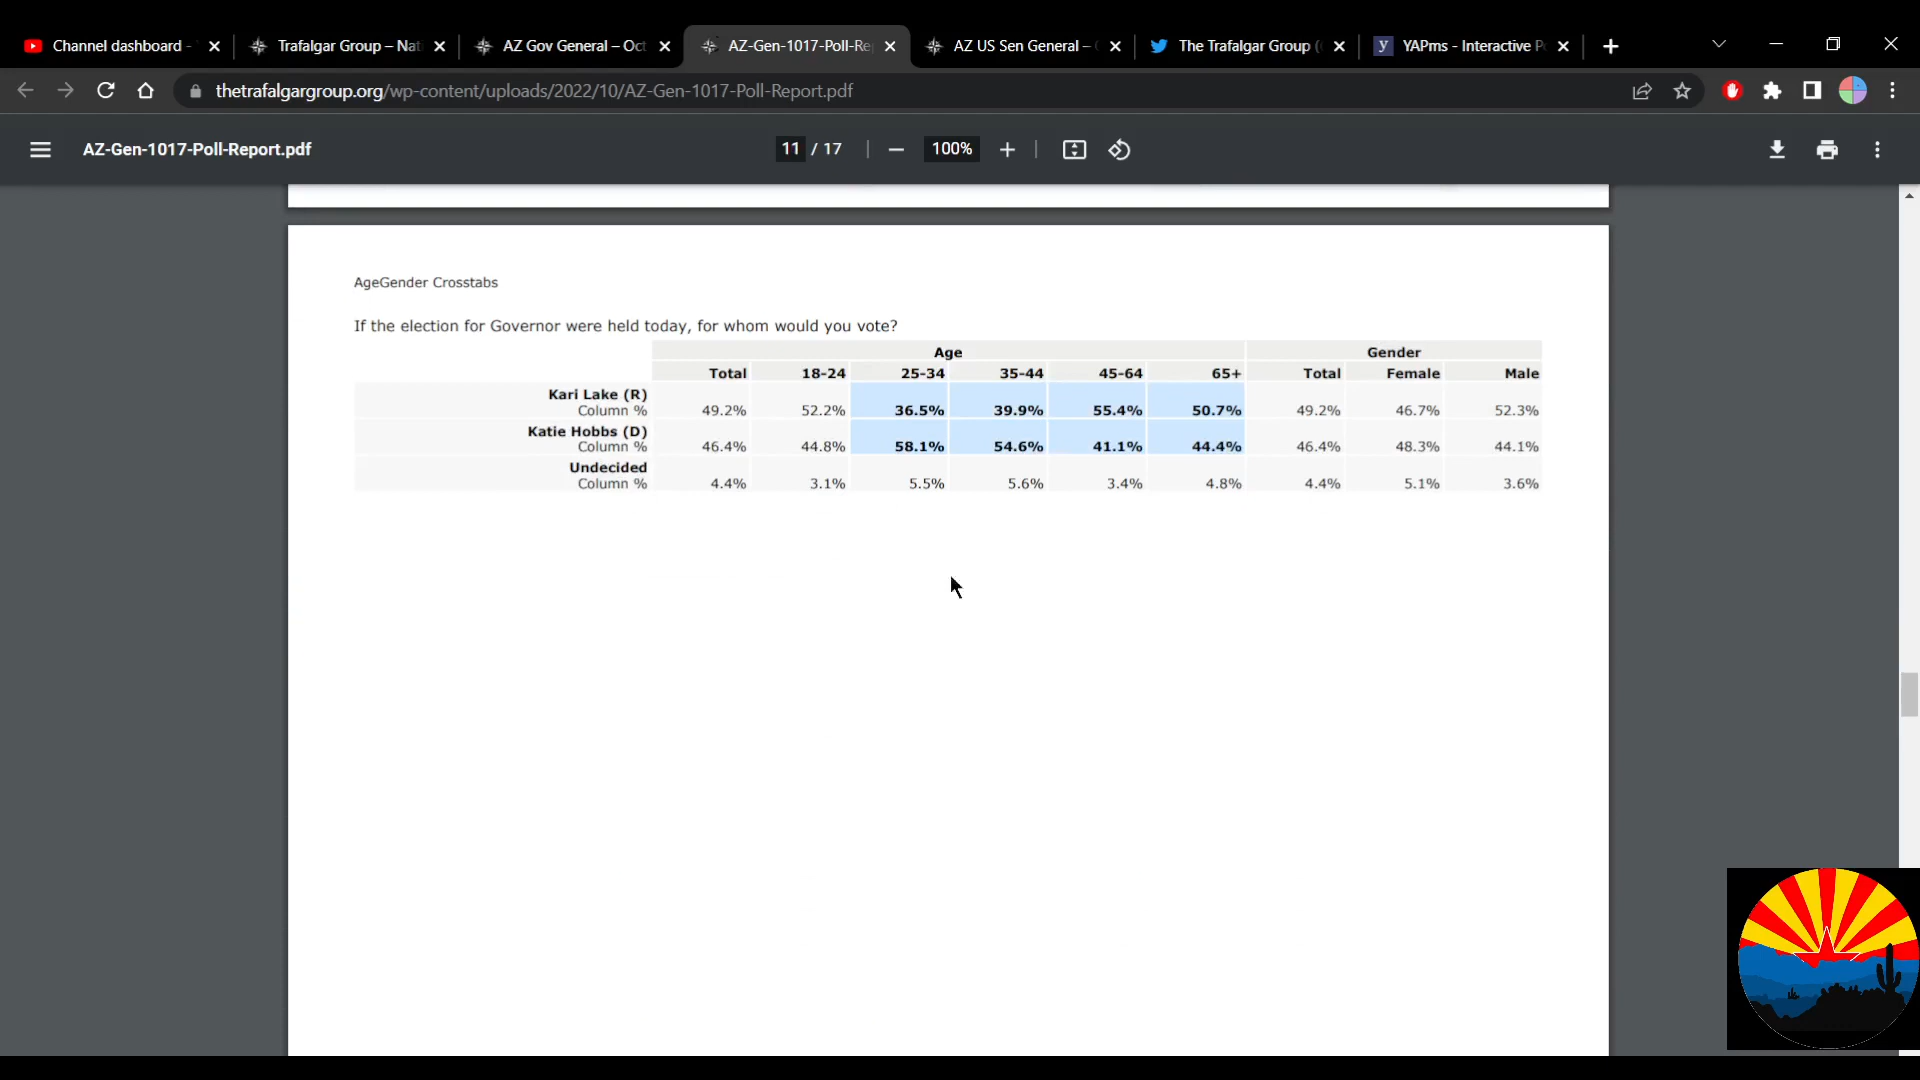 Channel dashboard -
Trafalgar Group – Nat
AZ Gov General – Oct
AZ-Gen-1017-Poll-Re
AZ US Sen General –
The Trafalgar Group (
YAPms - Interactive P
thetrafalgargroup.org/wp-content/uploads/2022/10/AZ-Gen-1017-Poll-Report.pdf
AZ-Gen-1017-Poll-Report.pdf
11 / 17
100%
AgeGender Crosstabs
If the election for Governor were held today, for whom would you vote?
Age Gender
Total 18-24 25-34 35-44 45-64 65+ Total Female Male
Kari Lake (R)
Column % 49.2% 52.2% 36.5% 39.9% 55.4% 50.7% 49.2% 46.7% 52.3%
Katie Hobbs (D)
Column % 46.4% 44.8% 58.1% 54.6% 41.1% 44.4% 46.4% 48.3% 44.1%
Undecided
Column % 4.4% 3.1% 5.5% 5.6% 3.4% 4.8% 4.4% 5.1% 3.6%